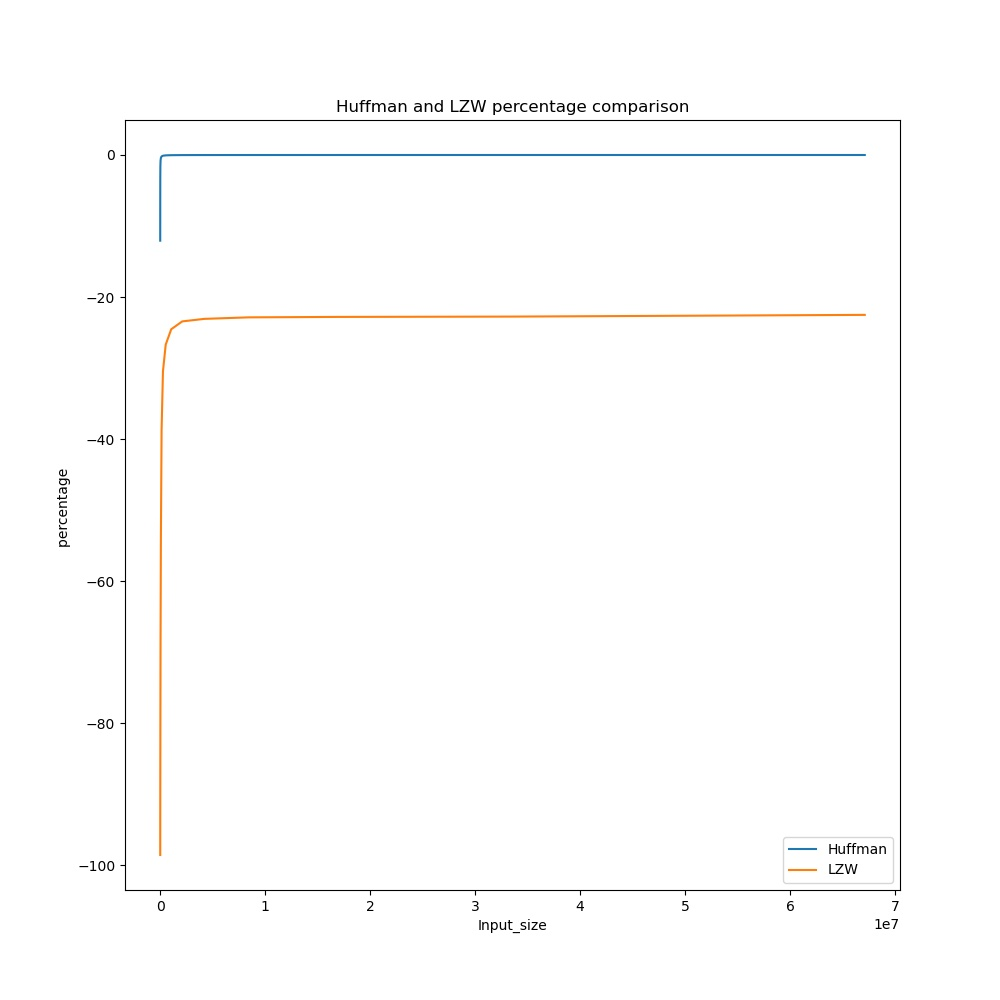 Huffman and LZW percentage comparison
percentage
0
−20
−40
−60
−80
−100
0 1 2 3 4 5 6 7
1e7
Input_size
Huffman
LZW